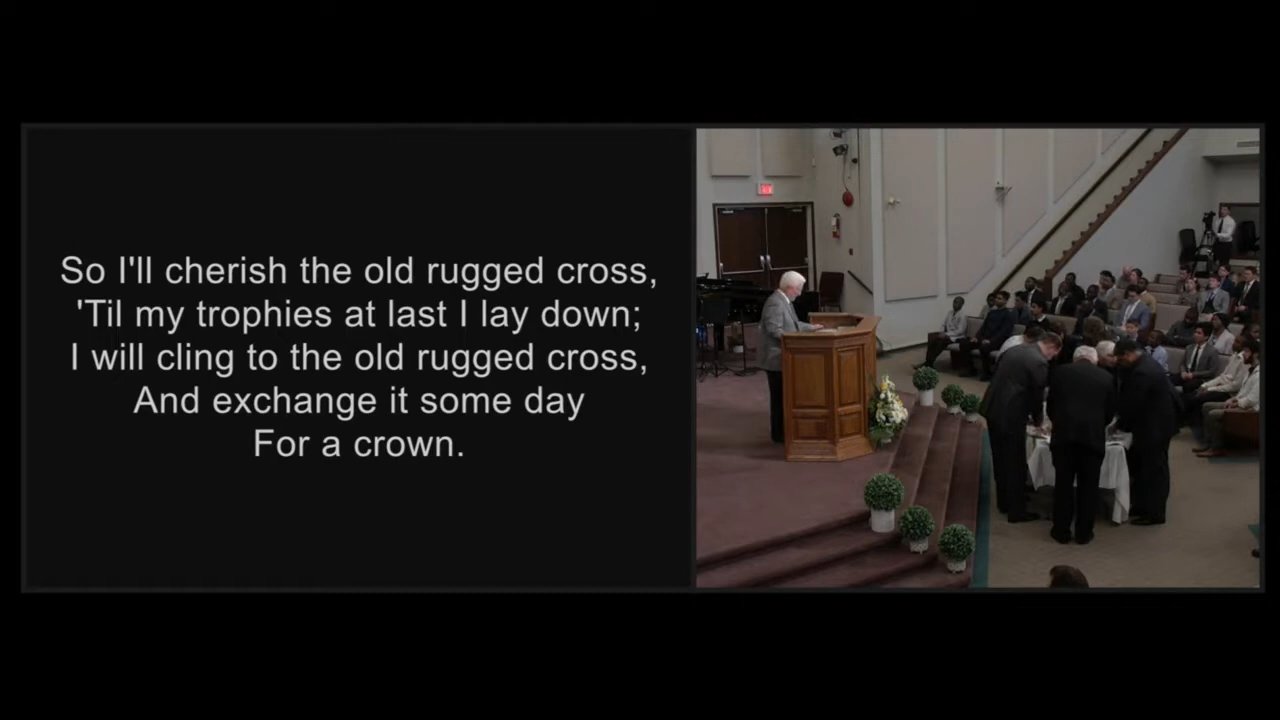 So I'll cherish the old rugged cross,
'Til my trophies at last I lay down;
I will cling to the old rugged cross,
And exchange it some day
For a crown.